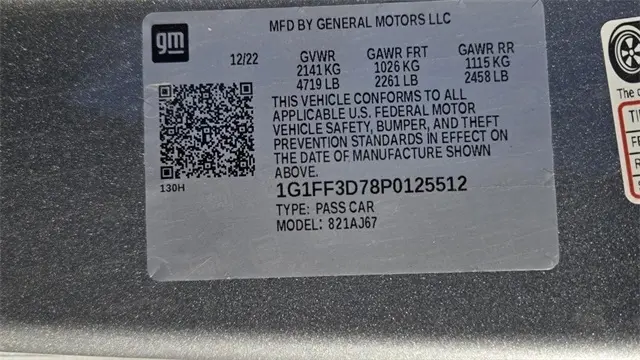 gm
MFD BY GENERAL MOTORS LLC
12/22 GVWR GAWR FRT GAWR RR
2141 KG 1026 KG 1115 KG
4719 LB 2261 LB 2458 LB
THIS VEHICLE CONFORMS TO ALL
APPLICABLE U.S. FEDERAL MOTOR
VEHICLE SAFETY, BUMPER, AND THEFT
PREVENTION STANDARDS IN EFFECT ON
THE DATE OF MANUFACTURE SHOWN
ABOVE.
130H
1G1FF3D78P0125512
TYPE: PASS CAR
MODEL: 821AJ67
The